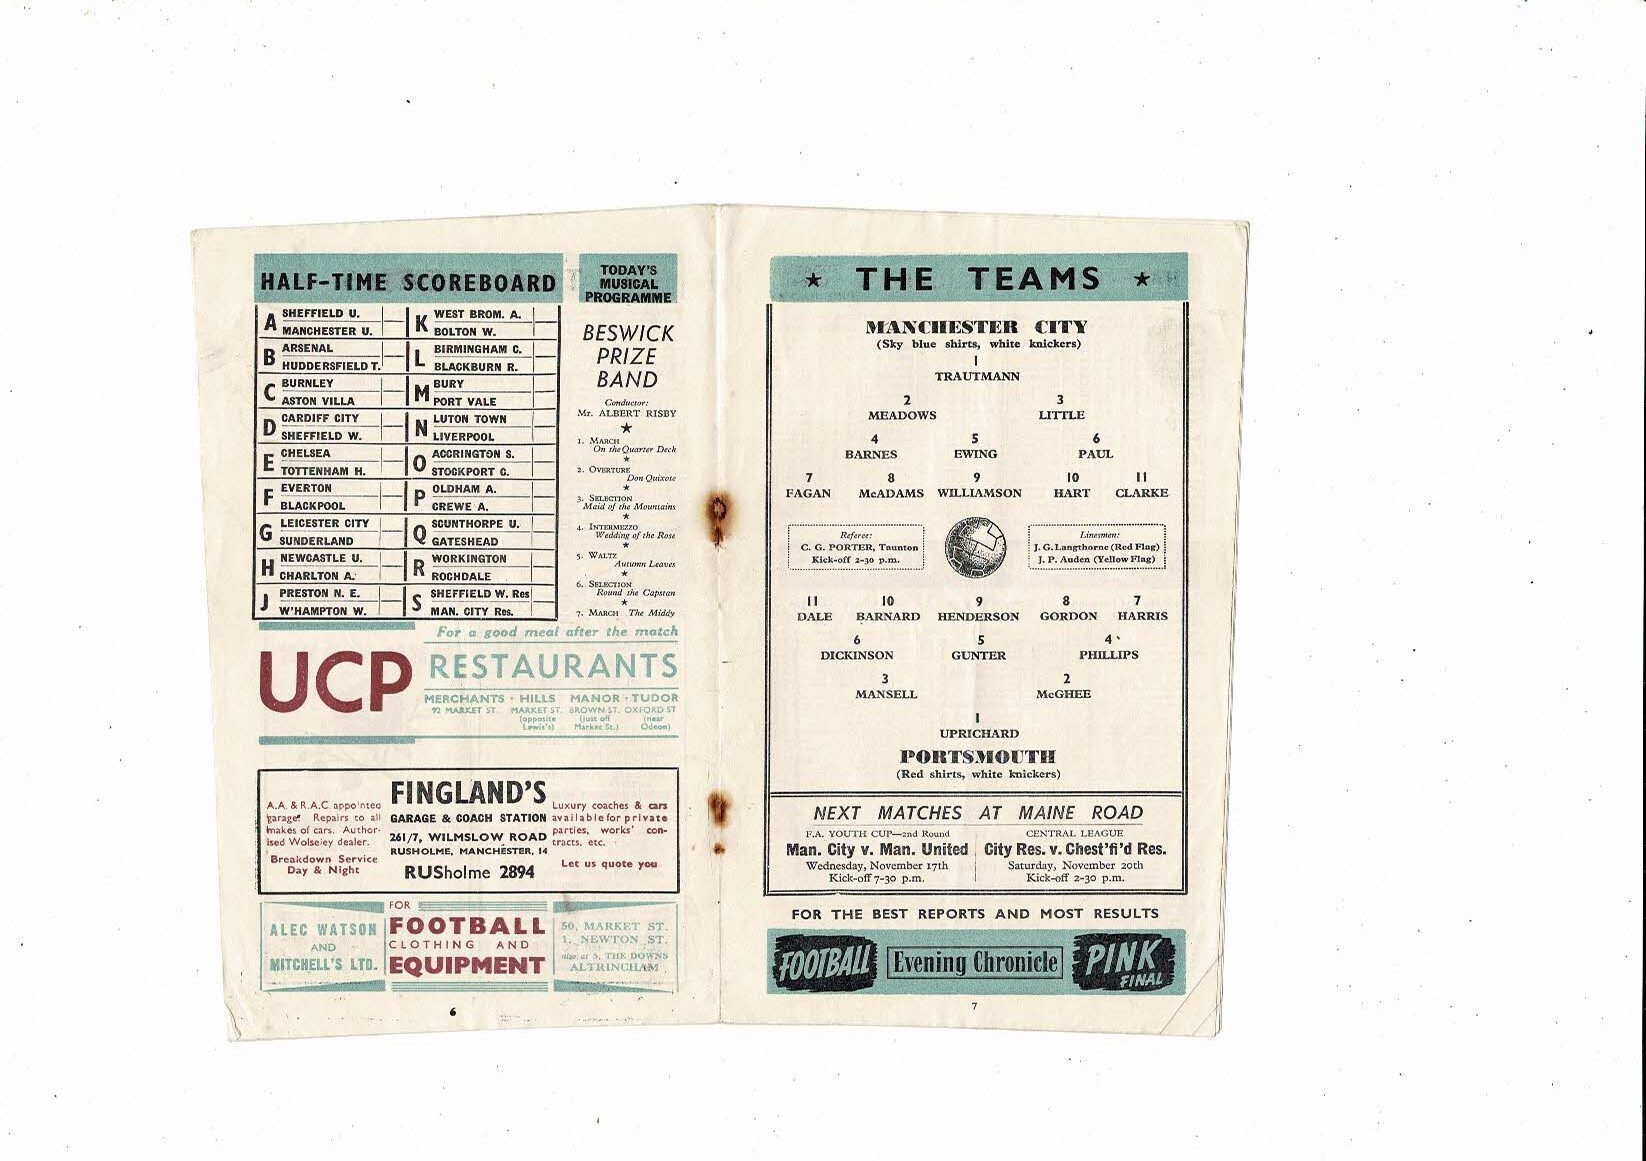 HALF-TIME SCOREBOARD
A SHEFFIELD U.
MANCHESTER U.
B ARSENAL
HUDDERSFIELD T.
C BURNLEY
ASTON VILLA
D CARDIFF CITY
SHEFFIELD W.
E CHELSEA
TOTTENHAM H.
F EVERTON
BLACKPOOL
G LEICESTER CITY
SUNDERLAND
H NEWCASTLE U.
CHARLTON A.
J PRESTON N. E.
W'HAMPTON W.
K WEST BROM. A.
BOLTON W.
L BIRMINGHAM C.
BLACKBURN R.
M BURY
PORT VALE
N LUTON TOWN
LIVERPOOL
O ACCRINGTON S.
STOCKPORT C.
P OLDHAM A.
CREWE A.
Q SCUNTHORPE U.
GATESHEAD
R WORKINGTON
ROCHDALE
S SHEFFIELD W. Res
MAN. CITY Res.
TODAY'S
MUSICAL
PROGRAMME
BESWICK
PRIZE
BAND
Conductor:
Mr. ALBERT RISBY
★
1. MARCH
On the Quarter Deck
★
2. OVERTURE
Don Quixote
★
3. SELECTION
Maid of the Mountains
★
4. INTERMEZZO
Wedding of the Rose
★
5. WALTZ
Autumn Leaves
★
6. SELECTION
Round the Capstan
★
7. MARCH The Middy
For a good meal after the match
UCP RESTAURANTS
MERCHANTS · HILLS MANOR · TUDOR
92 MARKET ST. MARKET ST. BROWN ST. OXFORD ST
(opposite (just off (near
Lewis's) Market St.) Odeon)
A.A. & R.A.C appointed
garage. Repairs to all
makes of cars. Author-
ised Wolseley dealer.
Breakdown Service
Day & Night
FINGLAND'S
GARAGE & COACH STATION
261/7, WILMSLOW ROAD
RUSHOLME, MANCHESTER, 14
RUSholme 2894
Luxury coaches & cars
available for private
parties, works' con-
tracts, etc.
Let us quote you
ALEC WATSON
AND
MITCHELL'S LTD.
FOR
FOOTBALL
CLOTHING AND
EQUIPMENT
50, MARKET ST.
1, NEWTON ST.
also at 5, THE DOWNS
ALTRINCHAM
6
★ THE TEAMS ★
MANCHESTER CITY
(Sky blue shirts, white knickers)
1
TRAUTMANN
2 3
MEADOWS LITTLE
4 5 6
BARNES EWING PAUL
7 8 9 10 11
FAGAN McADAMS WILLIAMSON HART CLARKE
Referee:
C. G. PORTER, Taunton
Kick-off 2-30 p.m.
Linesmen:
J. G. Langthorne (Red Flag)
J. P. Auden (Yellow Flag)
11 10 9 8 7
DALE BARNARD HENDERSON GORDON HARRIS
6 5 4
DICKINSON GUNTER PHILLIPS
3 2
MANSELL McGHEE
1
UPRICHARD
PORTSMOUTH
(Red shirts, white knickers)
NEXT MATCHES AT MAINE ROAD
F.A. YOUTH CUP—2nd Round
Man. City v. Man. United
Wednesday, November 17th
Kick-off 7-30 p.m.
CENTRAL LEAGUE
City Res. v. Chest'fi'd Res.
Saturday, November 20th
Kick-off 2-30 p.m.
FOR THE BEST REPORTS AND MOST RESULTS
FOOTBALL Evening Chronicle PINK
FINAL
7